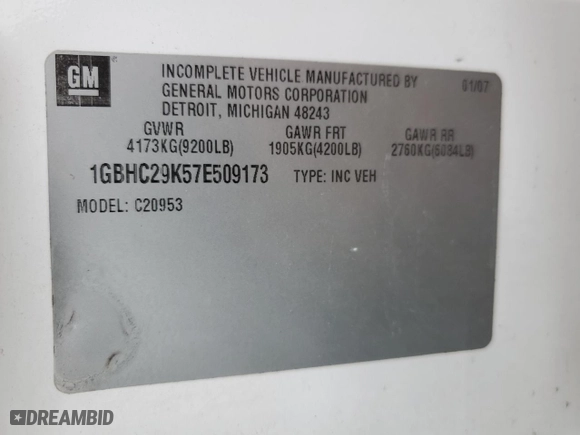 GM
INCOMPLETE VEHICLE MANUFACTURED BY 01/07
GENERAL MOTORS CORPORATION
DETROIT, MICHIGAN 48243
GVWR GAWR FRT GAWR RR
4173KG(9200LB) 1905KG(4200LB) 2760KG(6084LB)
1GBHC29K57E509173 TYPE: INC VEH
MODEL: C20953
DREAMBID